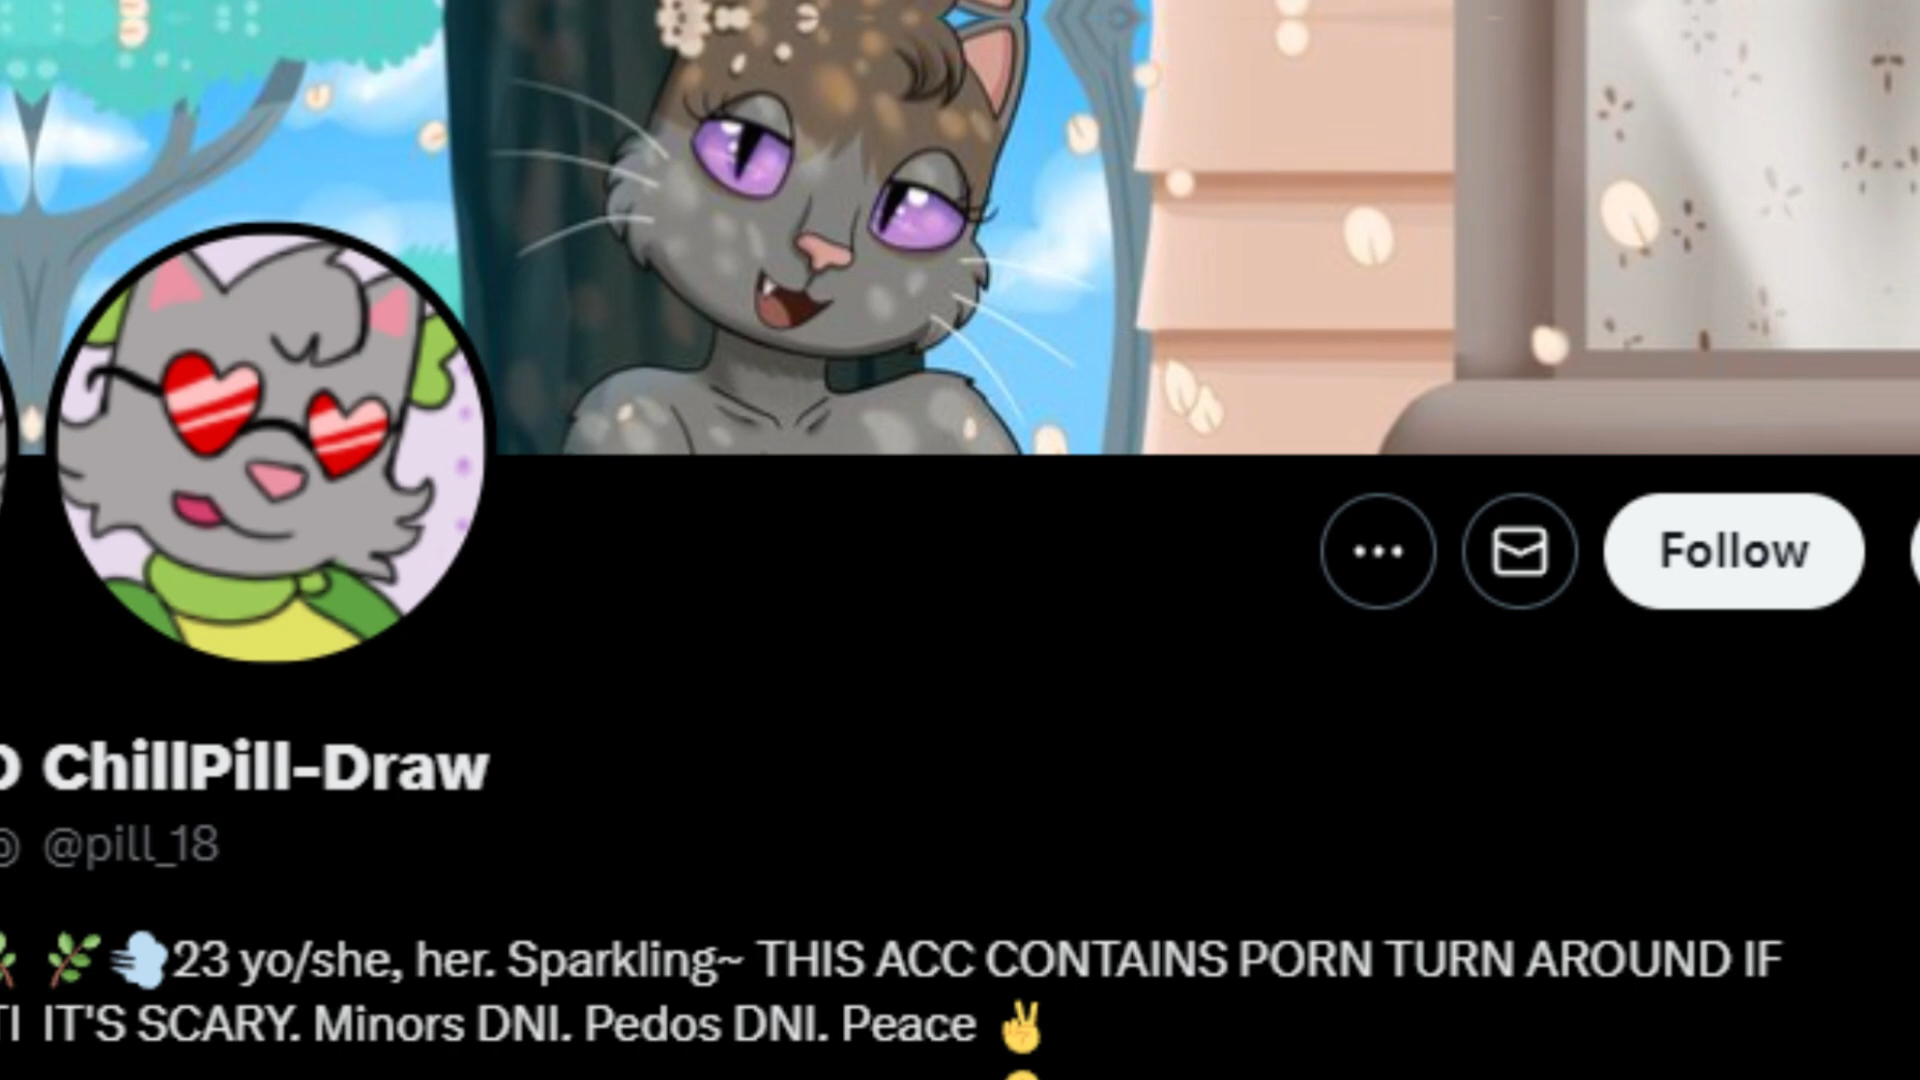 Follow
ChillPill-Draw
@pill_18
🌿💨23 yo/she, her. Sparkling~ THIS ACC CONTAINS PORN TURN AROUND IF
IT'S SCARY. Minors DNI. Pedos DNI. Peace ✌️